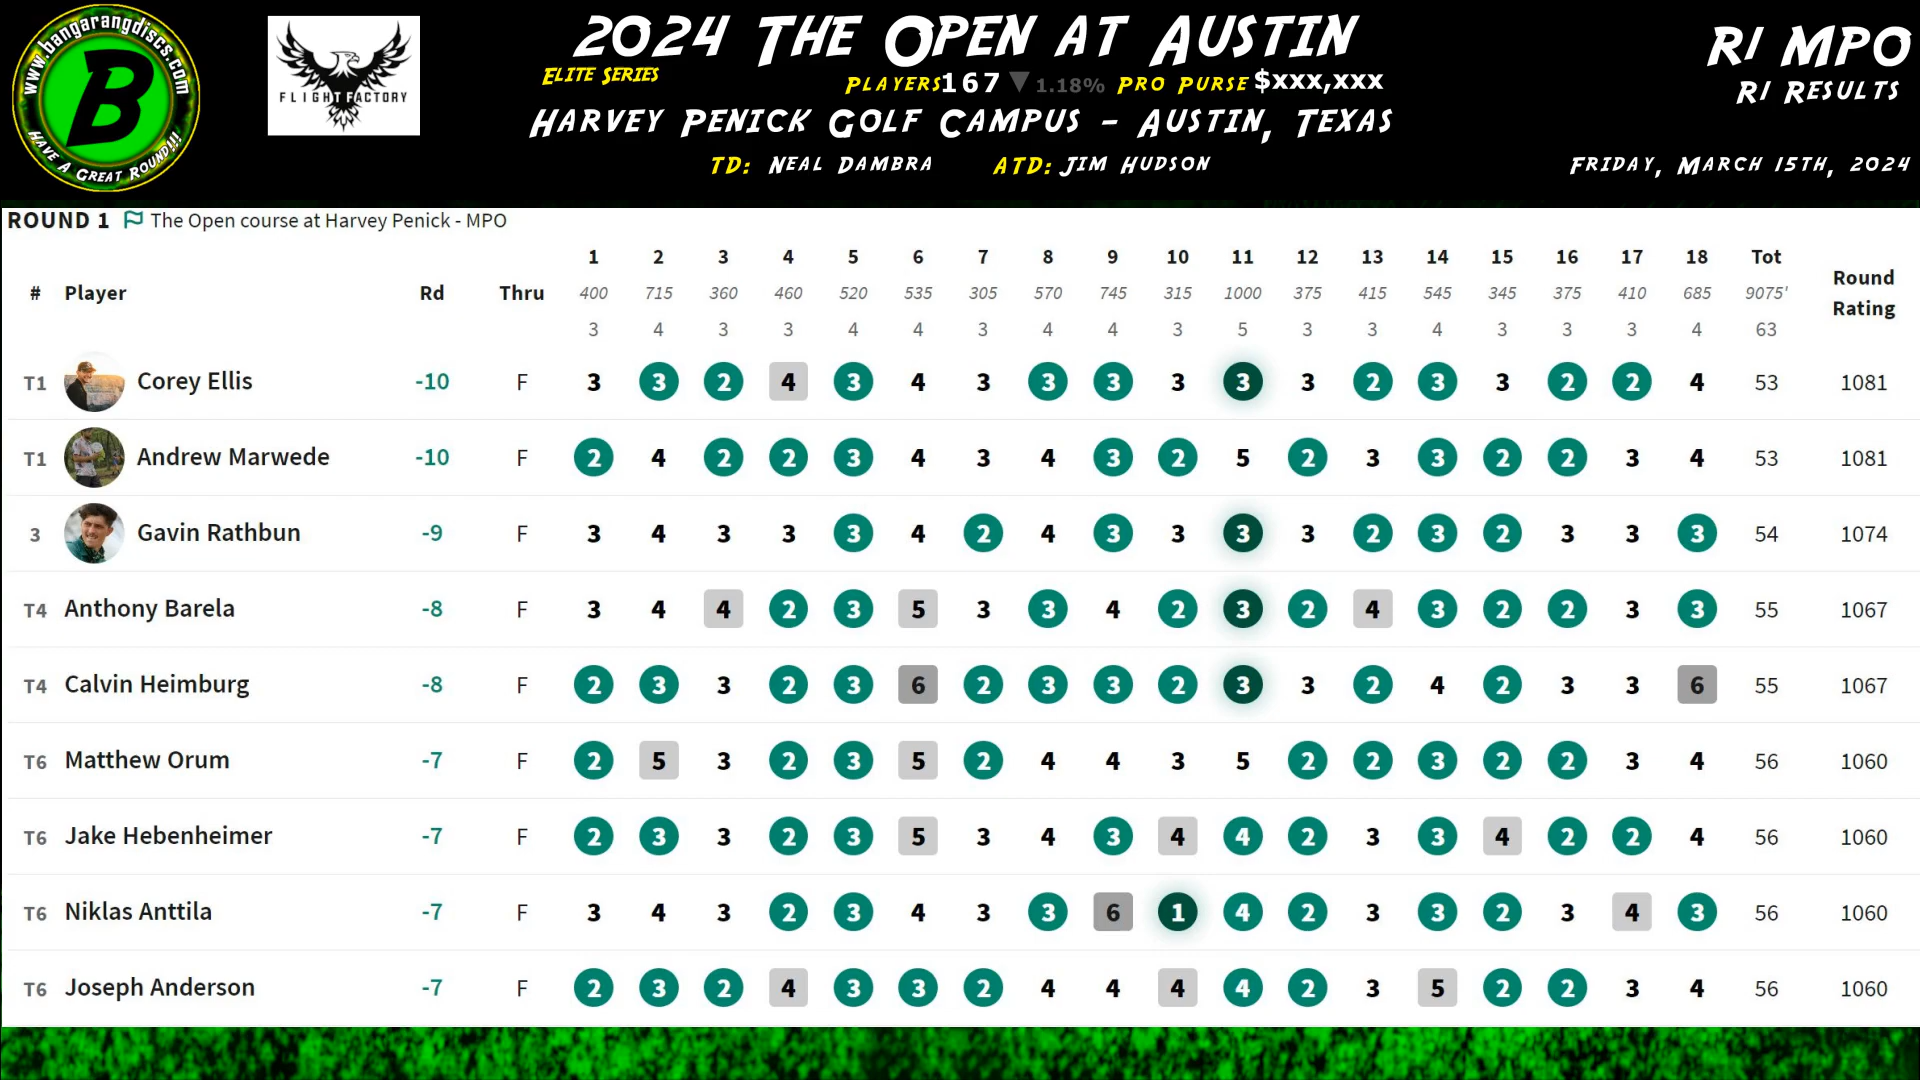 www.bangarangdiscs.com
B
Have A Great Round!!!
FLIGHT FACTORY
2024 The Open at Austin
Elite Series
Players 167 ▼ 1.18% Pro Purse $xxx,xxx
Harvey Penick Golf Campus - Austin, Texas
TD: Neal Dambra ATD: Jim Hudson
R1 MPO
R1 Results
Friday, March 15th, 2024
ROUND 1 The Open course at Harvey Penick - MPO
1 2 3 4 5 6 7 8 9 10 11 12 13 14 15 16 17 18 Tot
# Player Rd Thru 400 715 360 460 520 535 305 570 745 315 1000 375 415 545 345 375 410 685 9075' Round Rating
3 4 3 3 4 4 3 4 4 3 5 3 3 4 3 3 3 4 63
T1 Corey Ellis -10 F 3 3 2 4 3 4 3 3 3 3 3 3 2 3 3 2 2 4 53 1081
T1 Andrew Marwede -10 F 2 4 2 2 3 4 3 4 3 2 5 2 3 3 2 2 3 4 53 1081
3 Gavin Rathbun -9 F 3 4 3 3 3 4 2 4 3 3 3 3 2 3 2 3 3 3 54 1074
T4 Anthony Barela -8 F 3 4 4 2 3 5 3 3 4 2 3 2 4 3 2 2 3 3 55 1067
T4 Calvin Heimburg -8 F 2 3 3 2 3 6 2 3 3 2 3 3 2 4 2 3 3 6 55 1067
T6 Matthew Orum -7 F 2 5 3 2 3 5 2 4 4 3 5 2 2 3 2 2 3 4 56 1060
T6 Jake Hebenheimer -7 F 2 3 3 2 3 5 3 4 3 4 4 2 3 3 4 2 2 4 56 1060
T6 Niklas Anttila -7 F 3 4 3 2 3 4 3 3 6 1 4 2 3 3 2 3 4 3 56 1060
T6 Joseph Anderson -7 F 2 3 2 4 3 3 2 4 4 4 4 2 3 5 2 2 3 4 56 1060